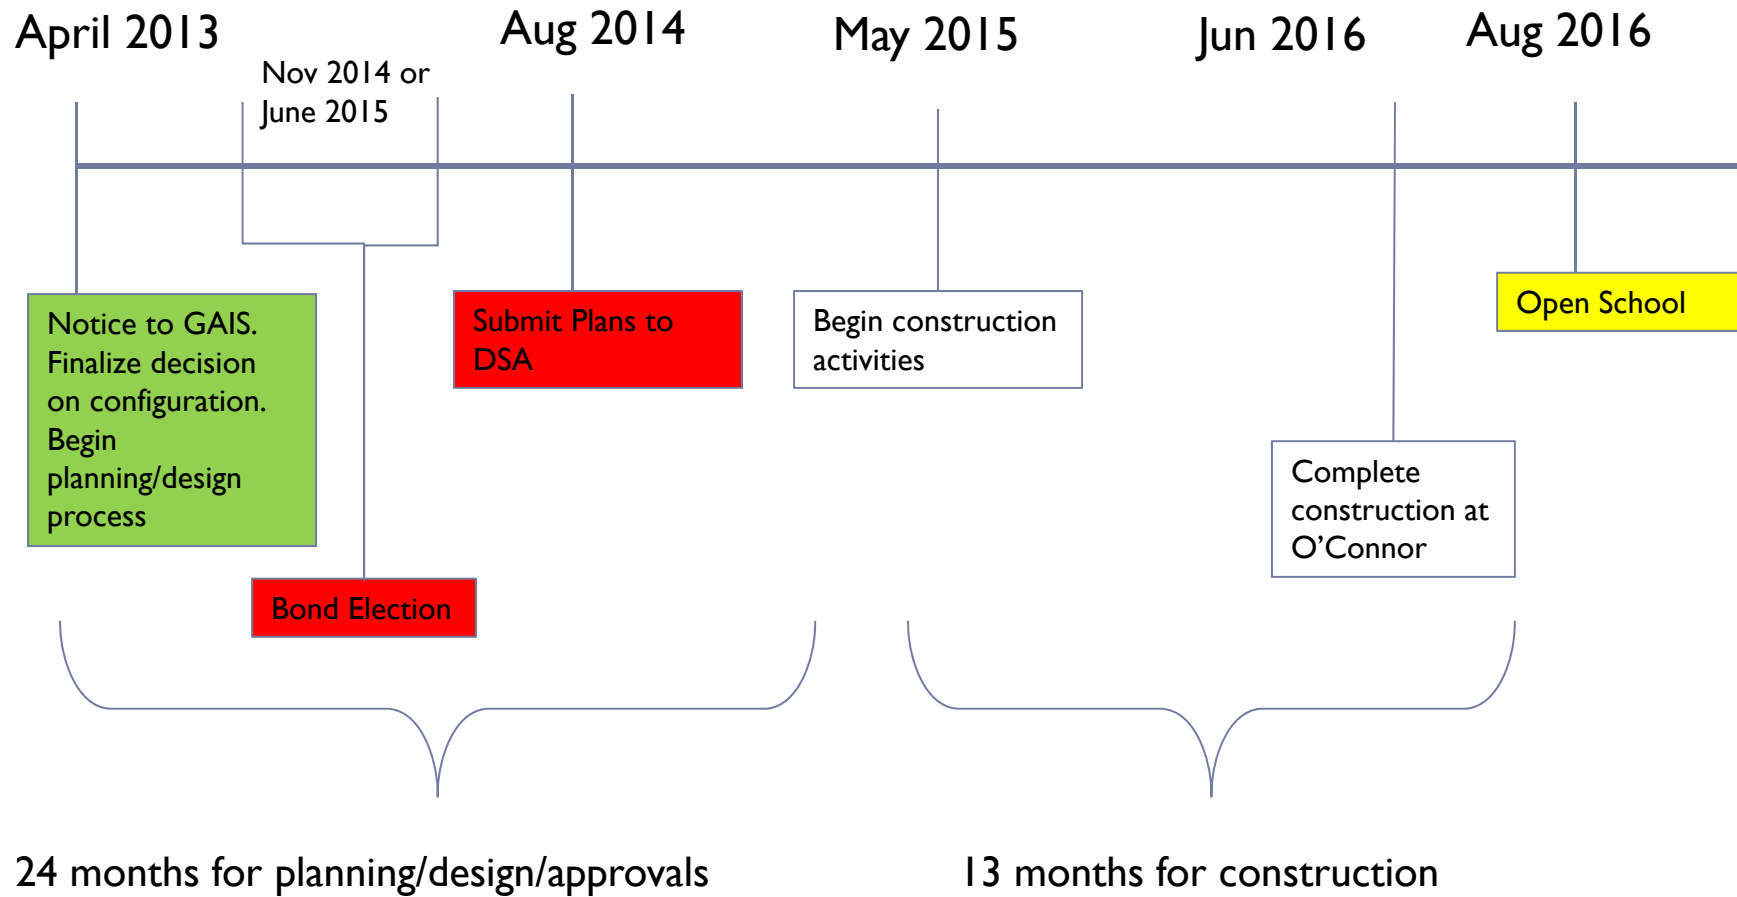 April 2013
Aug 2014
May 2015
Jun 2016
Aug 2016
Nov 2014 or
June 2015
Notice to GAIS.
Finalize decision
on configuration.
Begin
planning/design
process
Submit Plans to
DSA
Begin construction
activities
Open School
Complete
construction at
O’Connor
Bond Election
24 months for planning/design/approvals
13 months for construction